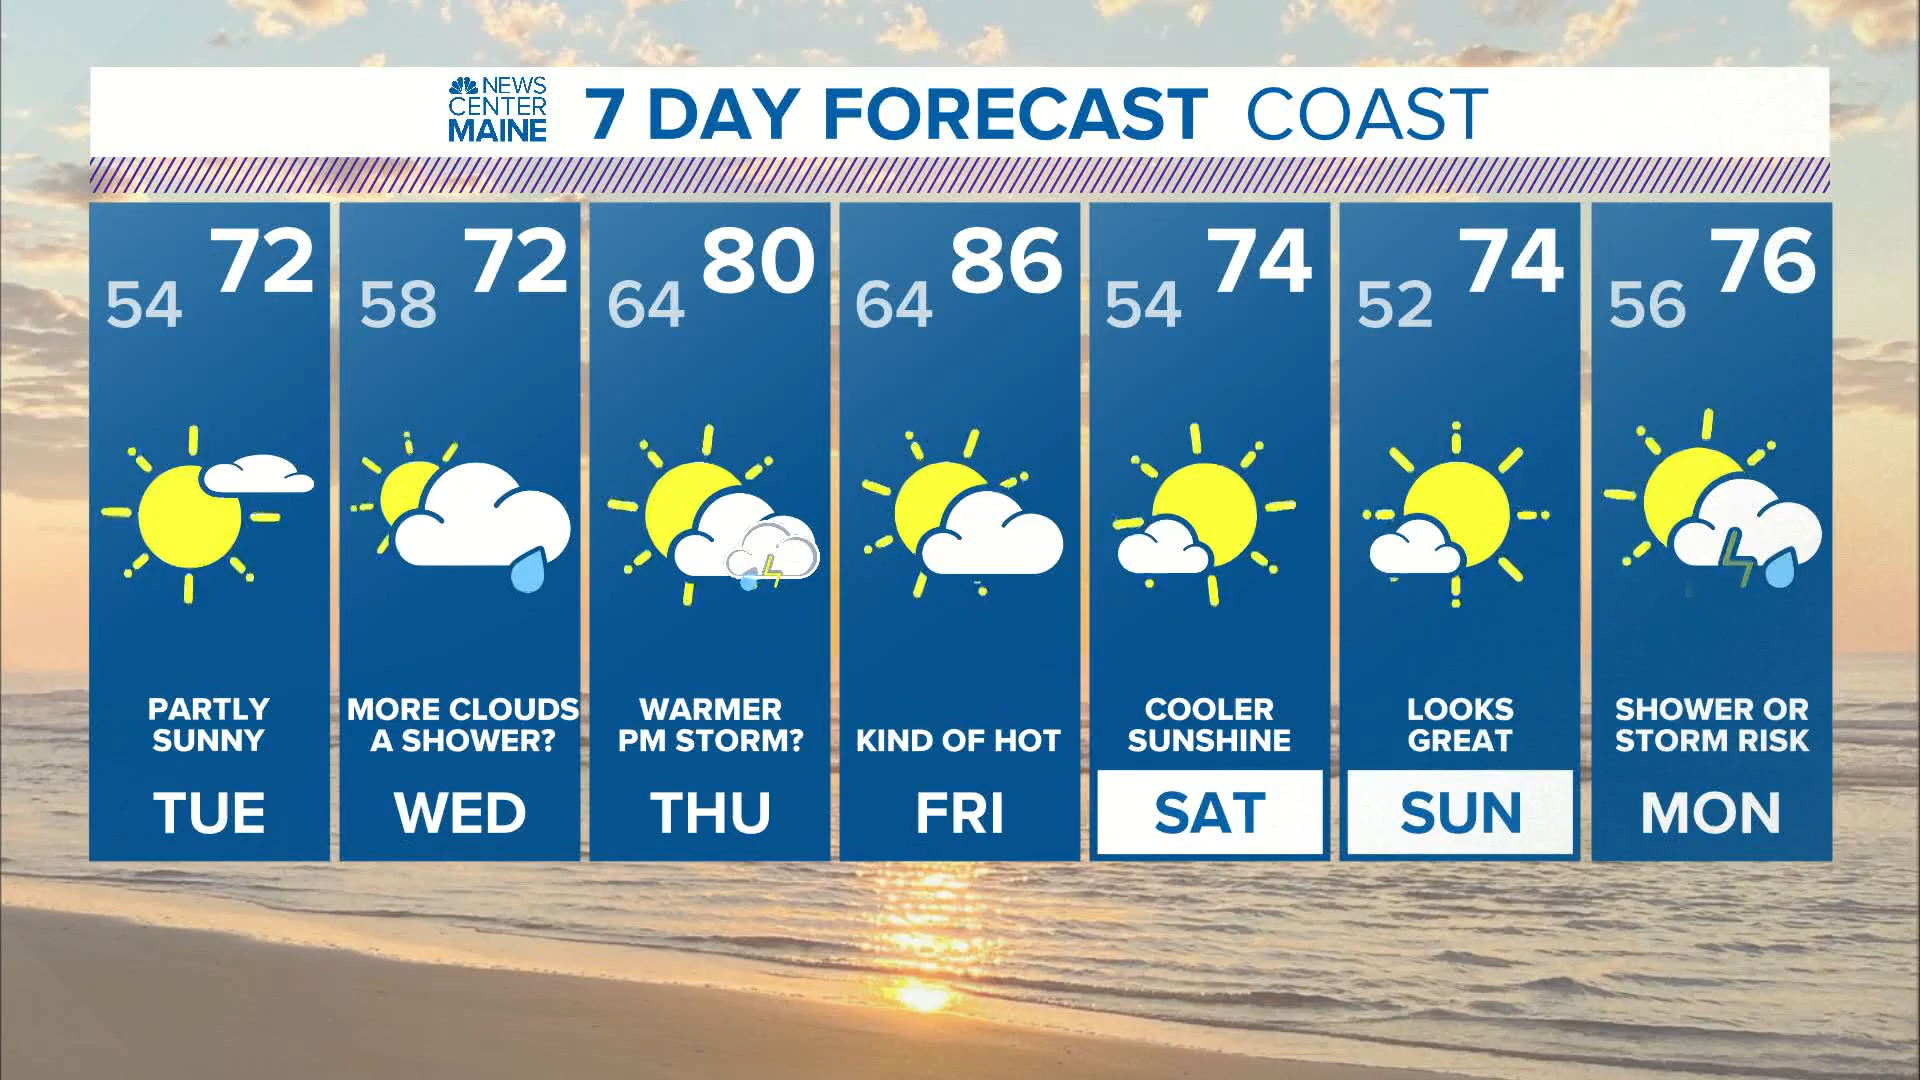 NEWS
CENTER
MAINE
7 DAY FORECAST COAST
54 72
58 72
64 80
64 86
54 74
52 74
56 76
PARTLY
SUNNY
TUE
MORE CLOUDS
A SHOWER?
WED
WARMER
PM STORM?
THU
KIND OF HOT
FRI
COOLER
SUNSHINE
SAT
LOOKS
GREAT
SUN
SHOWER OR
STORM RISK
MON